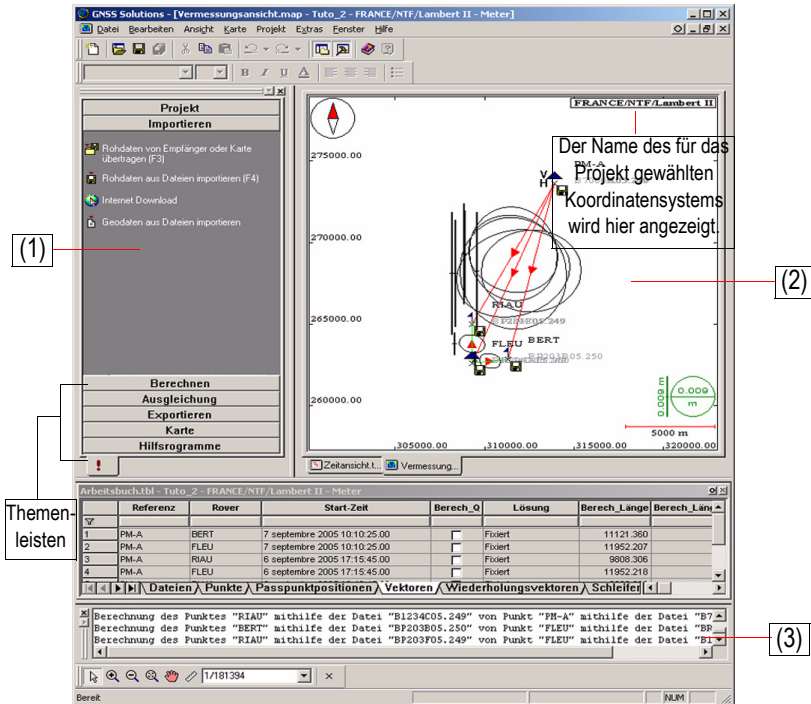 GNSS Solutions - [Vermessungsansicht.map - Tuto_2 - FRANCE/NTF/Lambert II - Meter]
Datei Bearbeiten Ansicht Karte Projekt Extras Fenster Hilfe
B I U A
Projekt
Importieren
Rohdaten von Empfänger oder Karte
übertragen (F3)
Rohdaten aus Dateien importieren (F4)
Internet Download
Geodaten aus Dateien importieren
(1)
Berechnen
Ausgleichung
Exportieren
Karte
Hilfsrogramme
!
Themen-
leisten
FRANCE/NTF/Lambert II
Der Name des für das
Projekt gewählten
Koordinatensystems
wird hier angezeigt.
PM-A
V
H
275000.00
270000.00
265000.00
260000.00
(2)
RIAU
BP203F05.249
FLEU BERT
BP201B05.250
0.009 m
0.009
m
5000 m
305000.00 310000.00 315000.00 320000.00
Zeitansicht.t... Vermessung...
Arbeitsbuch.tbl - Tuto_2 - FRANCE/NTF/Lambert II - Meter
Referenz Rover Start-Zeit Berech_Q Lösung Berech_Länge Berech_Läng
1 PM-A BERT 7 septembre 2005 10:10:25.00 Fixiert 11121.360
2 PM-A FLEU 7 septembre 2005 10:10:25.00 Fixiert 11952.207
3 PM-A RIAU 6 septembre 2005 17:15:45.00 Fixiert 9808.306
4 PM-A FLEU 6 septembre 2005 17:15:45.00 Fixiert 11952.218
Dateien Punkte Passpunktpositionen Vektoren Wiederholungsvektoren Schleifen
Berechnung des Punktes "RIAU" mithilfe der Datei "B1234C05.249" von Punkt "PM-A" mithilfe der Datei "B7
Berechnung des Punktes "BERT" mithilfe der Datei "BP203B05.250" von Punkt "FLEU" mithilfe der Datei "BP
Berechnung des Punktes "RIAU" mithilfe der Datei "BP203F05.249" von Punkt "FLEU" mithilfe der Datei "B1
(3)
1/181394
Bereit NUM